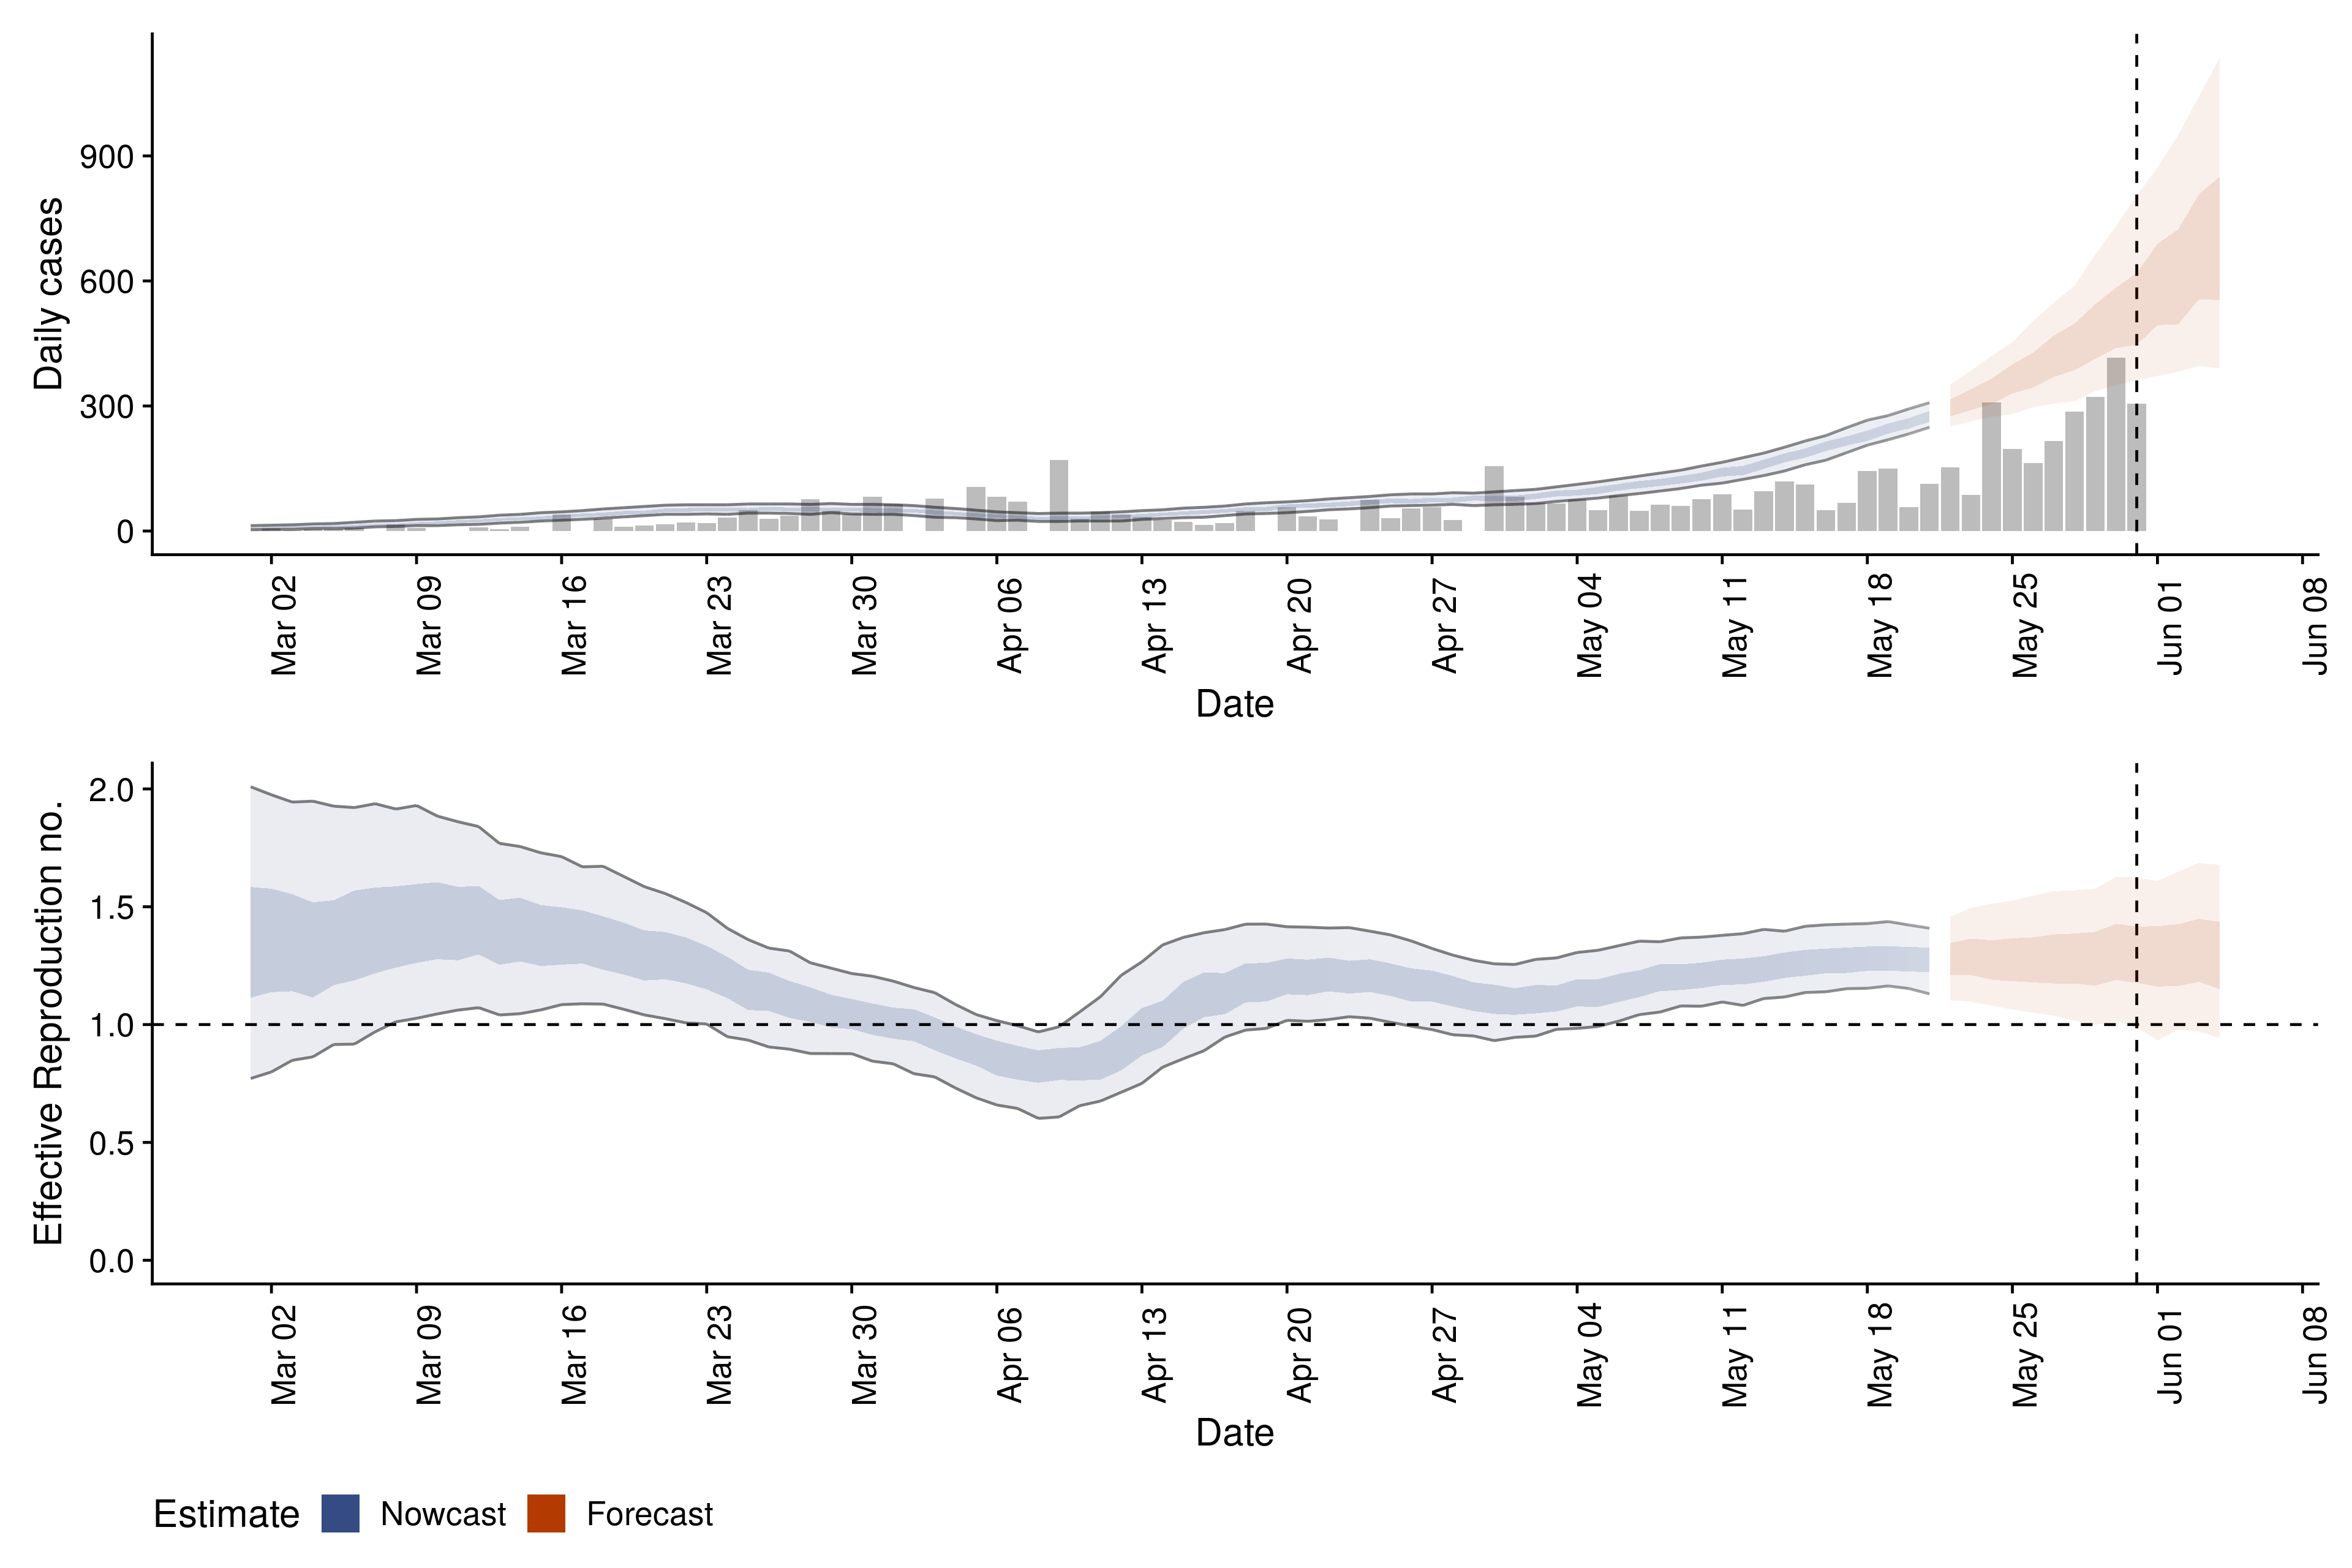 Daily cases
900
600
300
0
Mar 02
Mar 09
Mar 16
Mar 23
Mar 30
Apr 06
Apr 13
Apr 20
Apr 27
May 04
May 11
May 18
May 25
Jun 01
Jun 08
Date
Effective Reproduction no.
2.0
1.5
1.0
0.5
0.0
Mar 02
Mar 09
Mar 16
Mar 23
Mar 30
Apr 06
Apr 13
Apr 20
Apr 27
May 04
May 11
May 18
May 25
Jun 01
Jun 08
Date
Estimate Nowcast Forecast